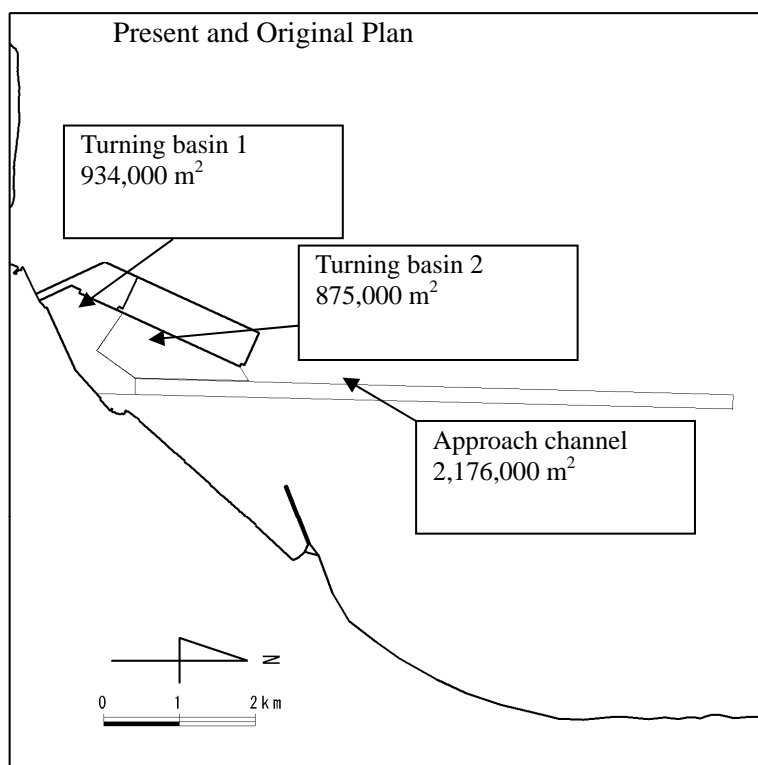 Present and Original Plan
Turning basin 1
934,000 m²
Turning basin 2
875,000 m²
Approach channel
2,176,000 m²
N
0 1 2 km